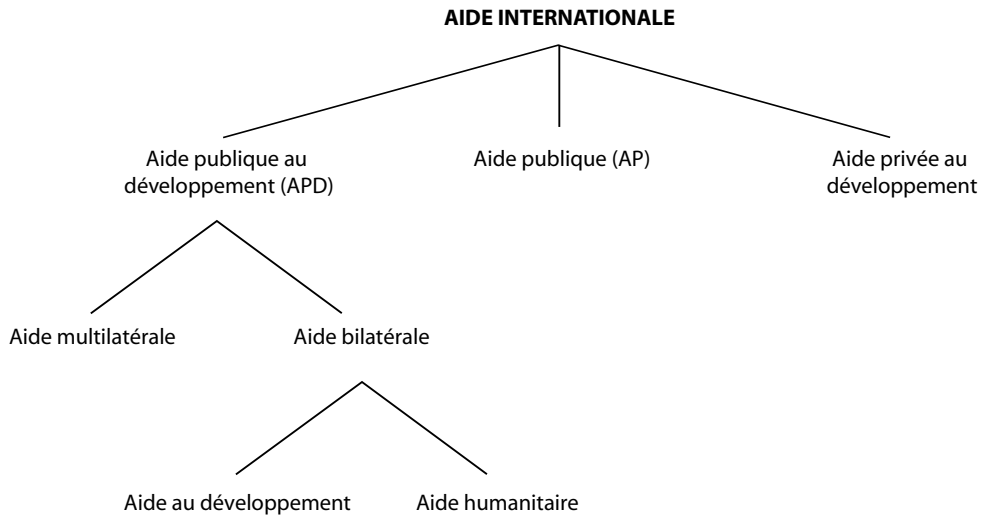 AIDE INTERNATIONALE
Aide publique au
développement (APD)
Aide publique (AP)
Aide privée au
développement
Aide multilatérale
Aide bilatérale
Aide au développement
Aide humanitaire